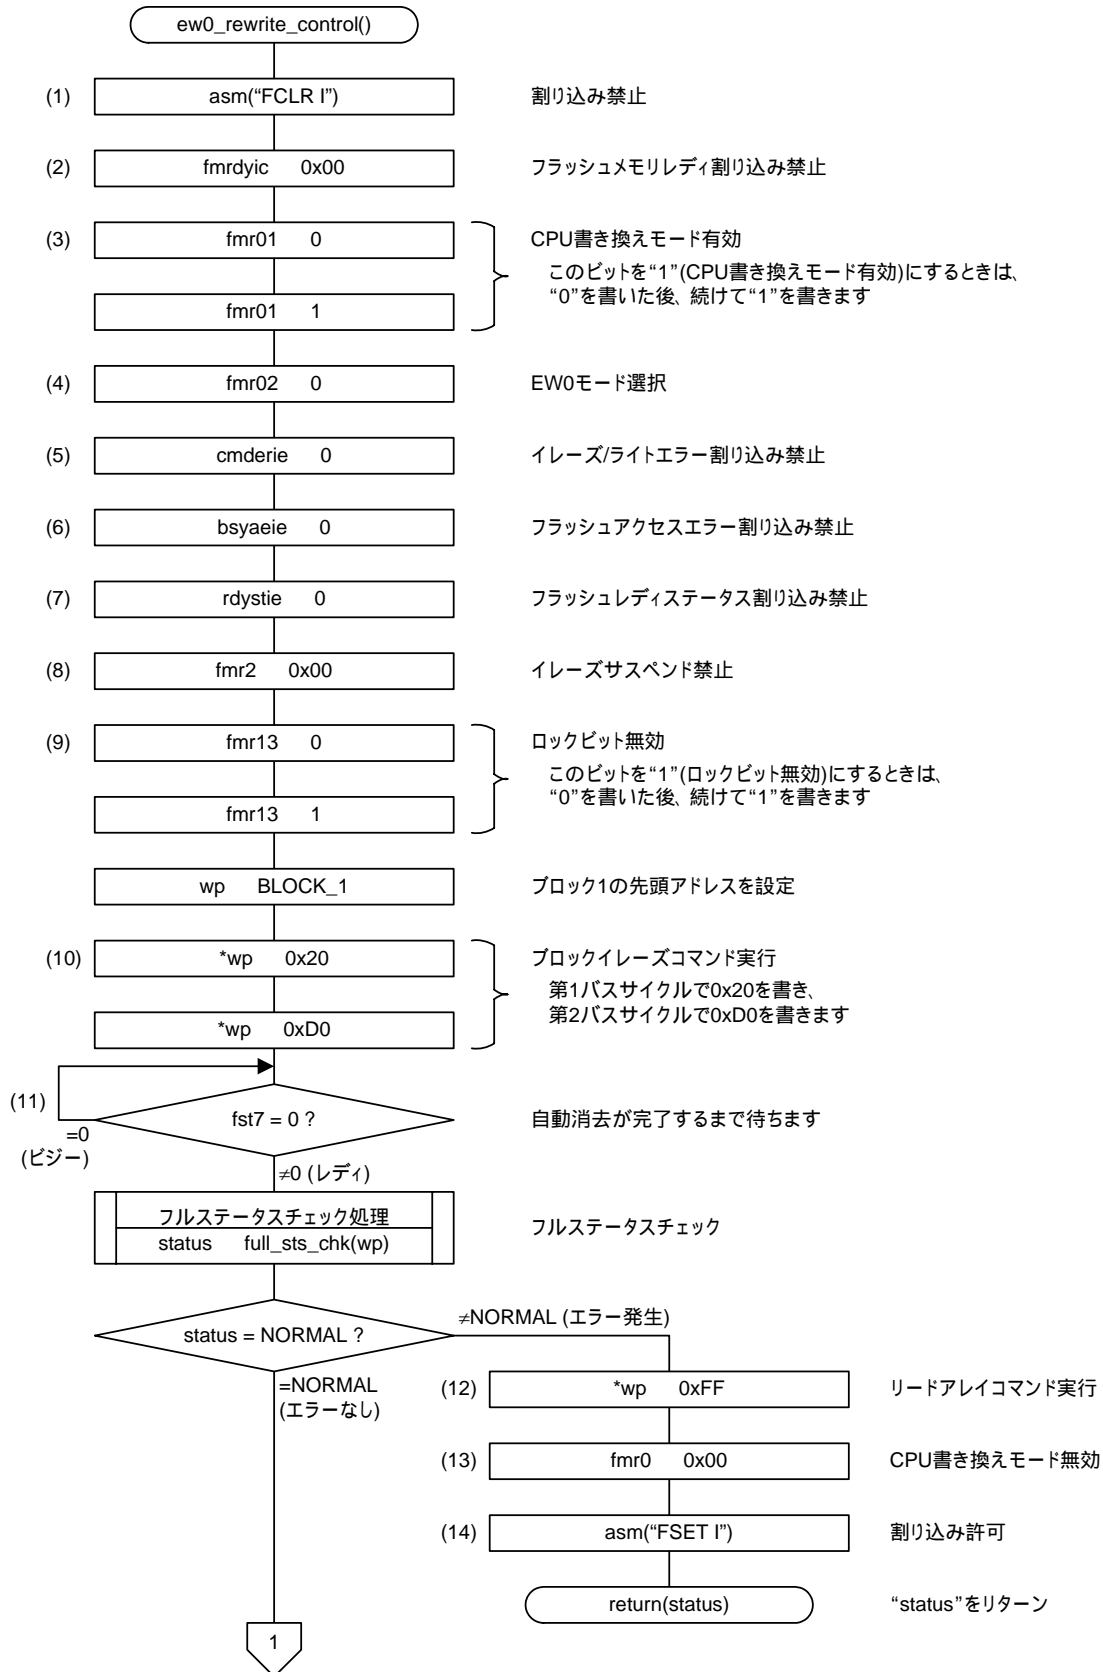 ew0_rewrite_control()
(1) asm(“FCLR I”) 割り込み禁止
(2) fmrdyic 0x00 フラッシュメモリレディ割り込み禁止
(3) fmr01 0 CPU書き換えモード有効
このビットを“1”(CPU書き換えモード有効)にするときは、
“0”を書いた後、続けて“1”を書きます
fmr01 1
(4) fmr02 0 EW0モード選択
(5) cmderie 0 イレーズ/ライトエラー割り込み禁止
(6) bsyaeie 0 フラッシュアクセスエラー割り込み禁止
(7) rdystie 0 フラッシュレディステータス割り込み禁止
(8) fmr2 0x00 イレーズサスペンド禁止
(9) fmr13 0 ロックビット無効
このビットを“1”(ロックビット無効)にするときは、
“0”を書いた後、続けて“1”を書きます
fmr13 1
wp BLOCK_1 ブロック1の先頭アドレスを設定
(10) *wp 0x20 ブロックイレーズコマンド実行
第1バスサイクルで0x20を書き、
第2バスサイクルで0xD0を書きます
*wp 0xD0
(11) fst7 = 0 ? 自動消去が完了するまで待ちます
=0
(ビジー)
≠0 (レディ)
フルステータスチェック処理
status full_sts_chk(wp) フルステータスチェック
status = NORMAL ? ≠NORMAL (エラー発生)
=NORMAL
(エラーなし)
(12) *wp 0xFF リードアレイコマンド実行
(13) fmr0 0x00 CPU書き換えモード無効
(14) asm(“FSET I”) 割り込み許可
return(status) “status”をリターン
1